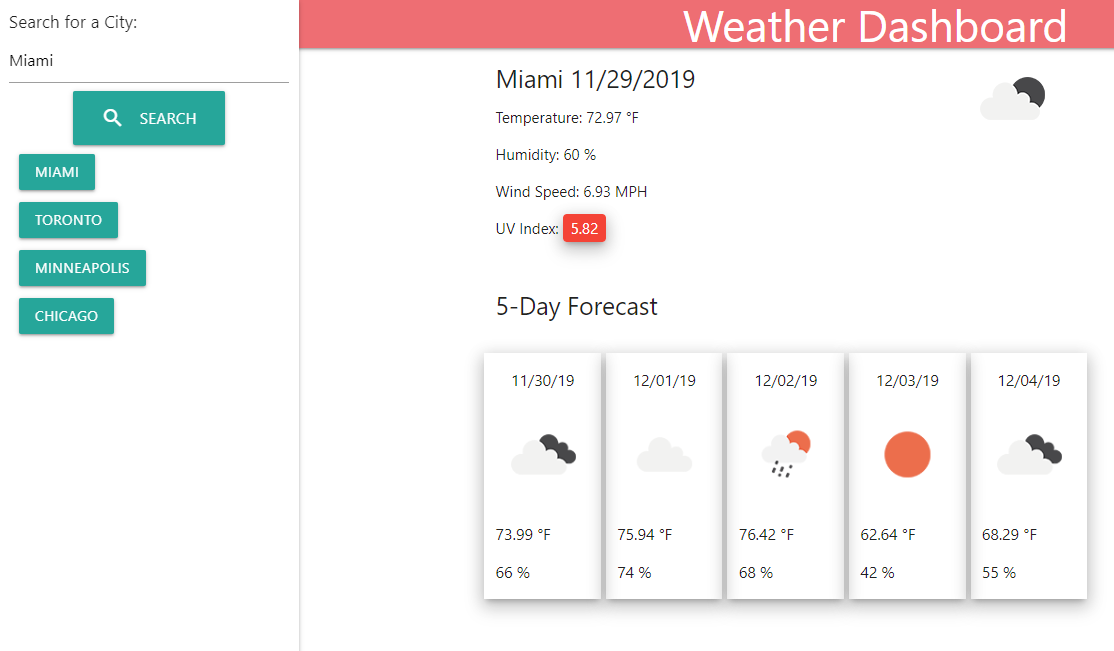 Search for a City:
Miami
SEARCH
MIAMI
TORONTO
MINNEAPOLIS
CHICAGO
Weather Dashboard
Miami 11/29/2019
Temperature: 72.97 °F
Humidity: 60 %
Wind Speed: 6.93 MPH
UV Index: 5.82
5-Day Forecast
11/30/19
73.99 °F
66 %
12/01/19
75.94 °F
74 %
12/02/19
76.42 °F
68 %
12/03/19
62.64 °F
42 %
12/04/19
68.29 °F
55 %